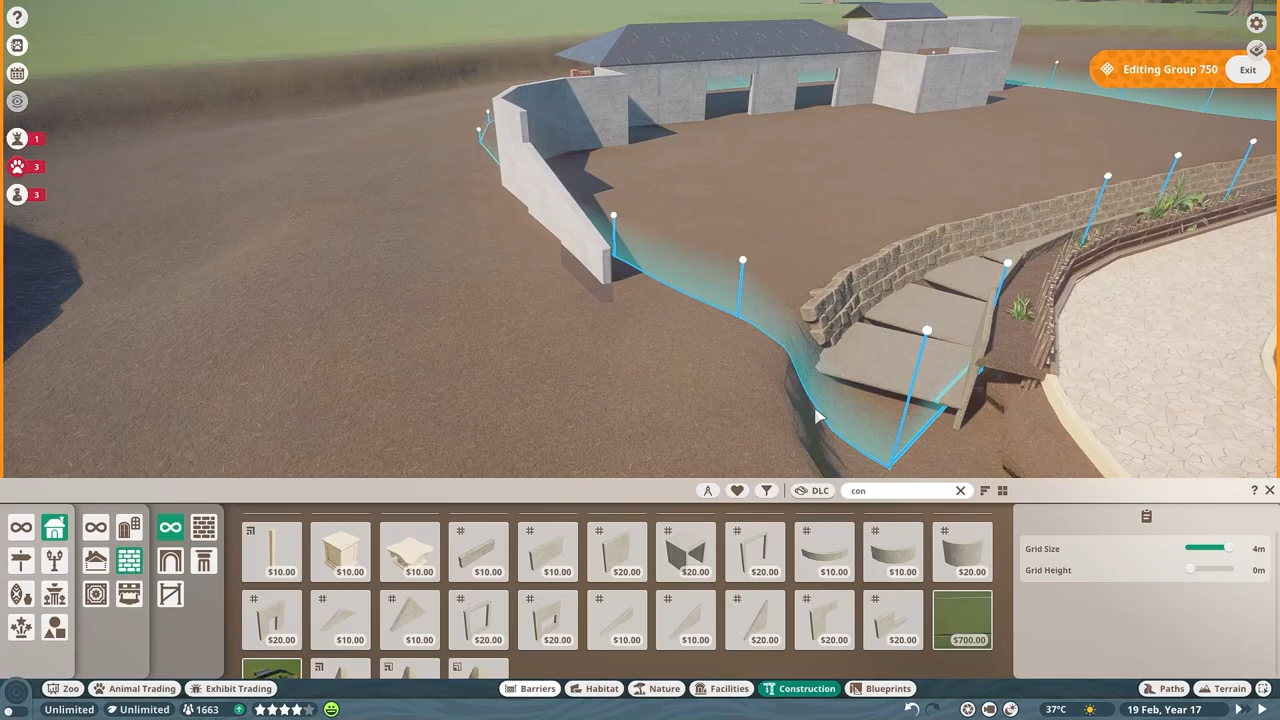 ?
1
3
3
Editing Group 750
Exit
DLC
con
?
Grid Size
4m
Grid Height
0m
$10.00
$10.00
$10.00
$10.00
$10.00
$20.00
$20.00
$20.00
$10.00
$10.00
$20.00
$20.00
$10.00
$10.00
$20.00
$20.00
$10.00
$10.00
$20.00
$20.00
$20.00
$700.00
Zoo
Animal Trading
Exhibit Trading
Barriers
Habitat
Nature
Facilities
Construction
Blueprints
Paths
Terrain
Unlimited
Unlimited
1663
37°C
19 Feb, Year 17